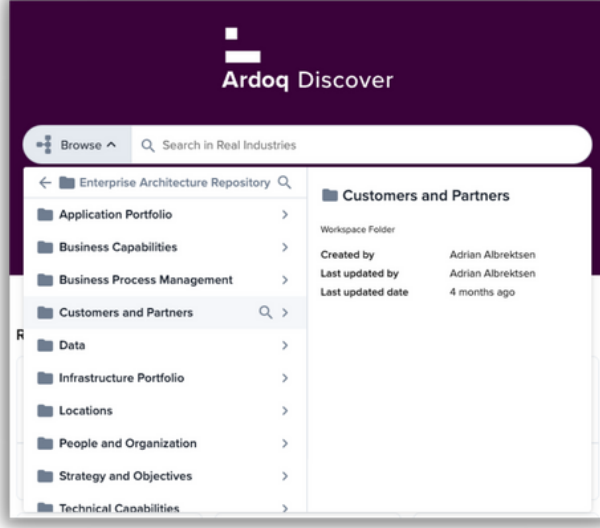 Ardoq Discover
Browse
Search in Real Industries
Enterprise Architecture Repository
Application Portfolio
Business Capabilities
Business Process Management
Customers and Partners
Data
Infrastructure Portfolio
Locations
People and Organization
Strategy and Objectives
Technical Capabilities
Customers and Partners
Workspace Folder
Created by Adrian Albrektsen
Last updated by Adrian Albrektsen
Last updated date 4 months ago
R